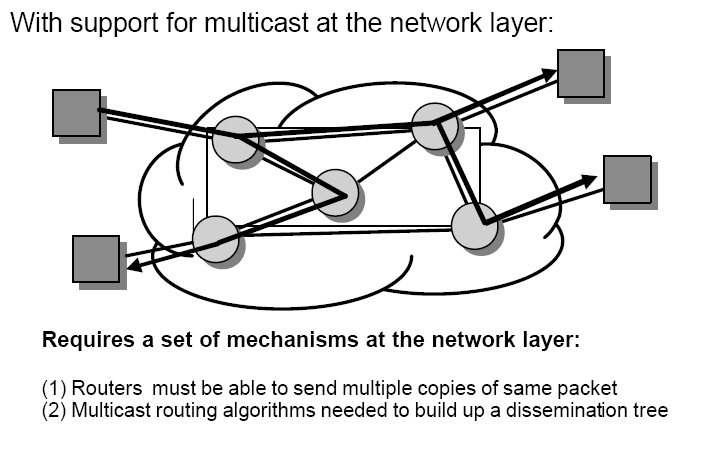 With support for multicast at the network layer:
Requires a set of mechanisms at the network layer:
(1) Routers must be able to send multiple copies of same packet
(2) Multicast routing algorithms needed to build up a dissemination tree